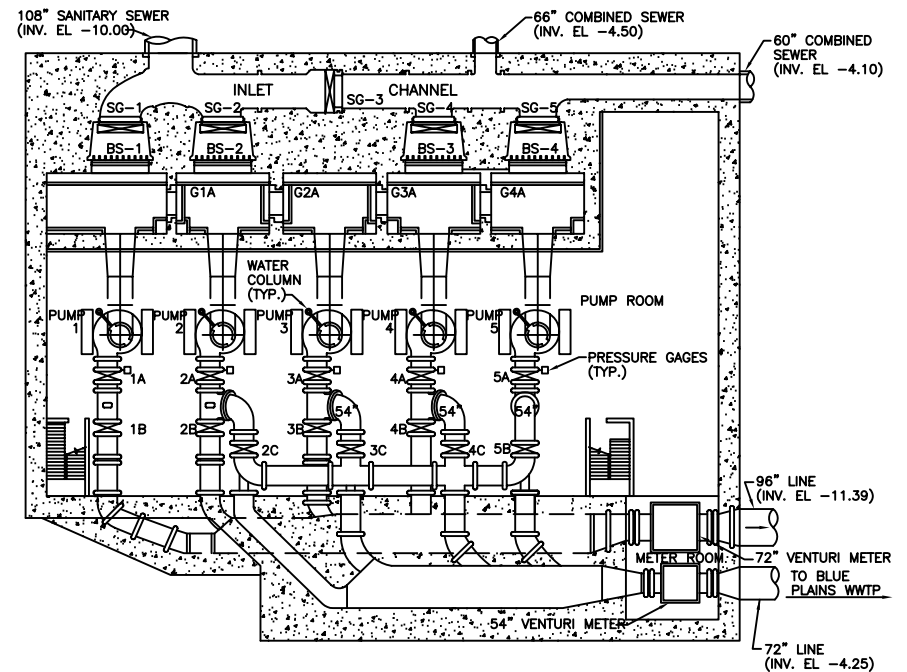 108" SANITARY SEWER
(INV. EL -10.00)
66" COMBINED SEWER
(INV. EL -4.50)
60" COMBINED
SEWER
(INV. EL -4.10)
INLET
CHANNEL
SG-1
SG-2
SG-3
SG-4
SG-5
BS-1
BS-2
BS-3
BS-4
G1A
G2A
G3A
G4A
WATER
COLUMN
(TYP.)
PUMP ROOM
PUMP
1
PUMP
2
PUMP
3
PUMP
4
PUMP
5
PRESSURE GAGES
(TYP.)
1A
2A
3A
4A
5A
54"
54"
54"
1B
2B
3B
4B
5B
2C
3C
4C
96" LINE
(INV. EL -11.39)
METER ROOM
72" VENTURI METER
TO BLUE
PLAINS WWTP
54" VENTURI METER
72" LINE
(INV. EL -4.25)